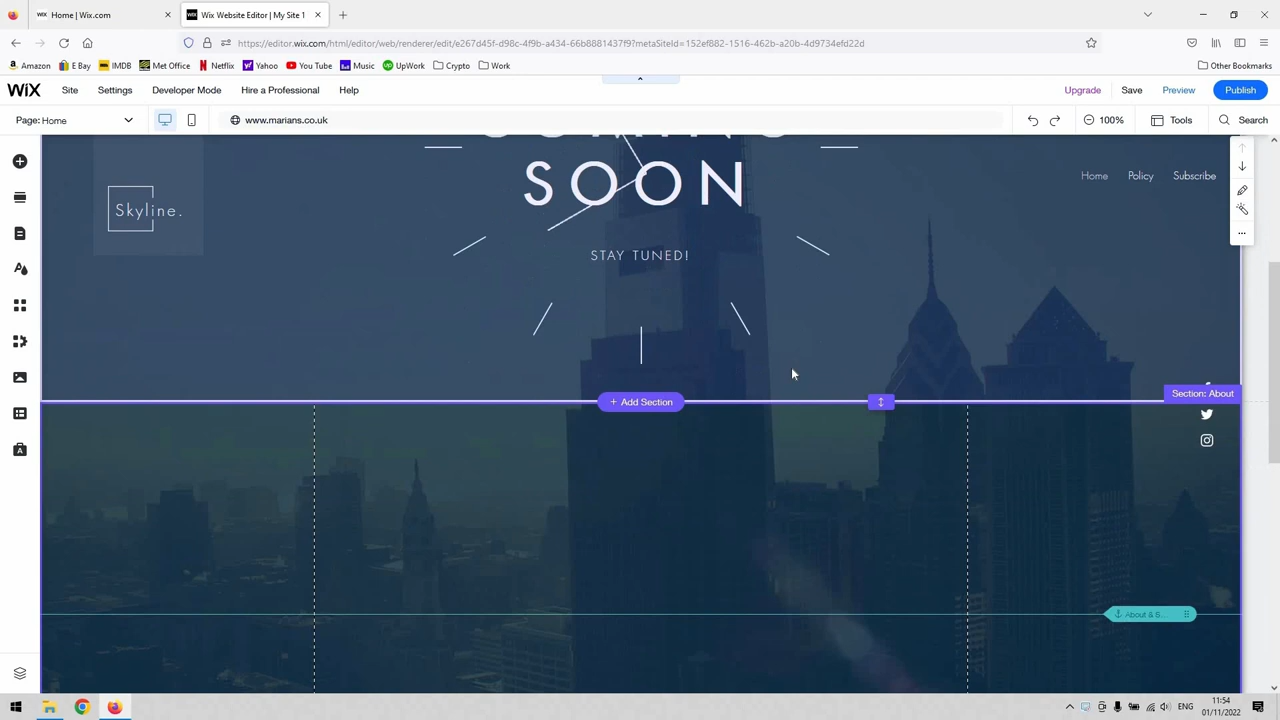 Home | Wix.com
Wix Website Editor | My Site 1
https://editor.wix.com/html/editor/web/renderer/edit/e267d45f-d98c-4f9b-a434-66b8881437f9?metaSiteId=152ef882-1516-462b-a20b-4d9734efd22d
Amazon
E Bay
IMDB
Met Office
Netflix
Yahoo
You Tube
Music
UpWork
Crypto
Work
Other Bookmarks
WiX
Site
Settings
Developer Mode
Hire a Professional
Help
Upgrade
Save
Preview
Publish
Page: Home
www.marians.co.uk
100%
Tools
Search
COMING
SOON
Skyline.
Home
Policy
Subscribe
STAY TUNED!
+ Add Section
Section: About
About & S...
ENG
11:54
01/11/2022